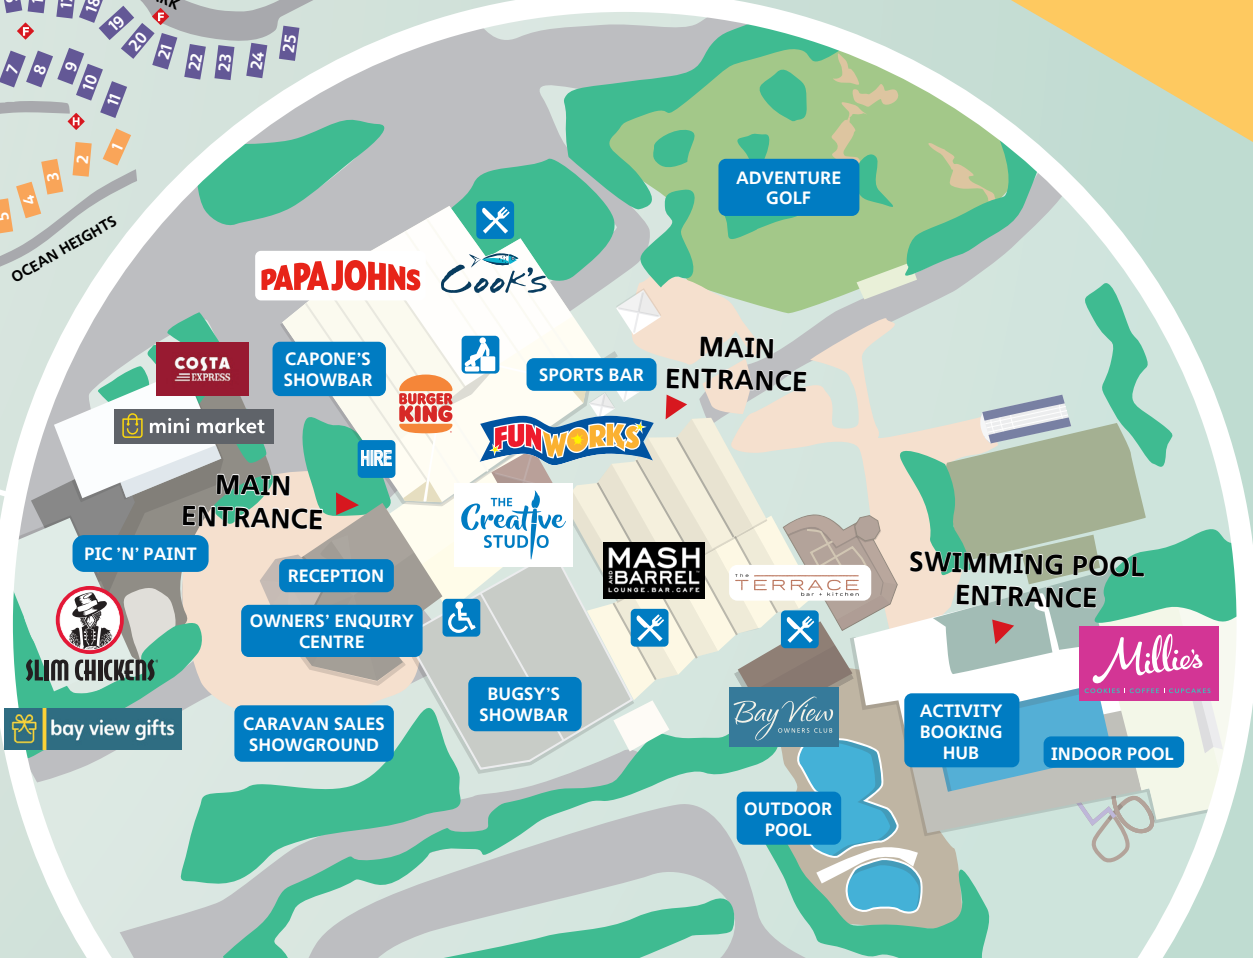 18
19
20
21
22
23
24
25
F
F
7
8
9
10
11
H
1
2
3
4
5
OCEAN HEIGHTS
ADVENTURE
GOLF
PAPA JOHNS
COOK'S
MAIN
ENTRANCE
COSTA
EXPRESS
CAPONE'S
SHOWBAR
SPORTS BAR
BURGER
KING
mini market
FUNWORKS
HIRE
MAIN
ENTRANCE
THE
Creative
STUDIO
PIC 'N' PAINT
RECEPTION
MASH
AND BARREL
LOUNGE.BAR.CAFE
the
TERRACE
bar + kitchen
SWIMMING POOL
ENTRANCE
OWNERS' ENQUIRY
CENTRE
SLIM CHICKENS
Millie's
COOKIES | COFFEE | CUPCAKES
BUGSY'S
SHOWBAR
bay view gifts
CARAVAN SALES
SHOWGROUND
Bay View
OWNERS CLUB
ACTIVITY
BOOKING
HUB
INDOOR POOL
OUTDOOR
POOL